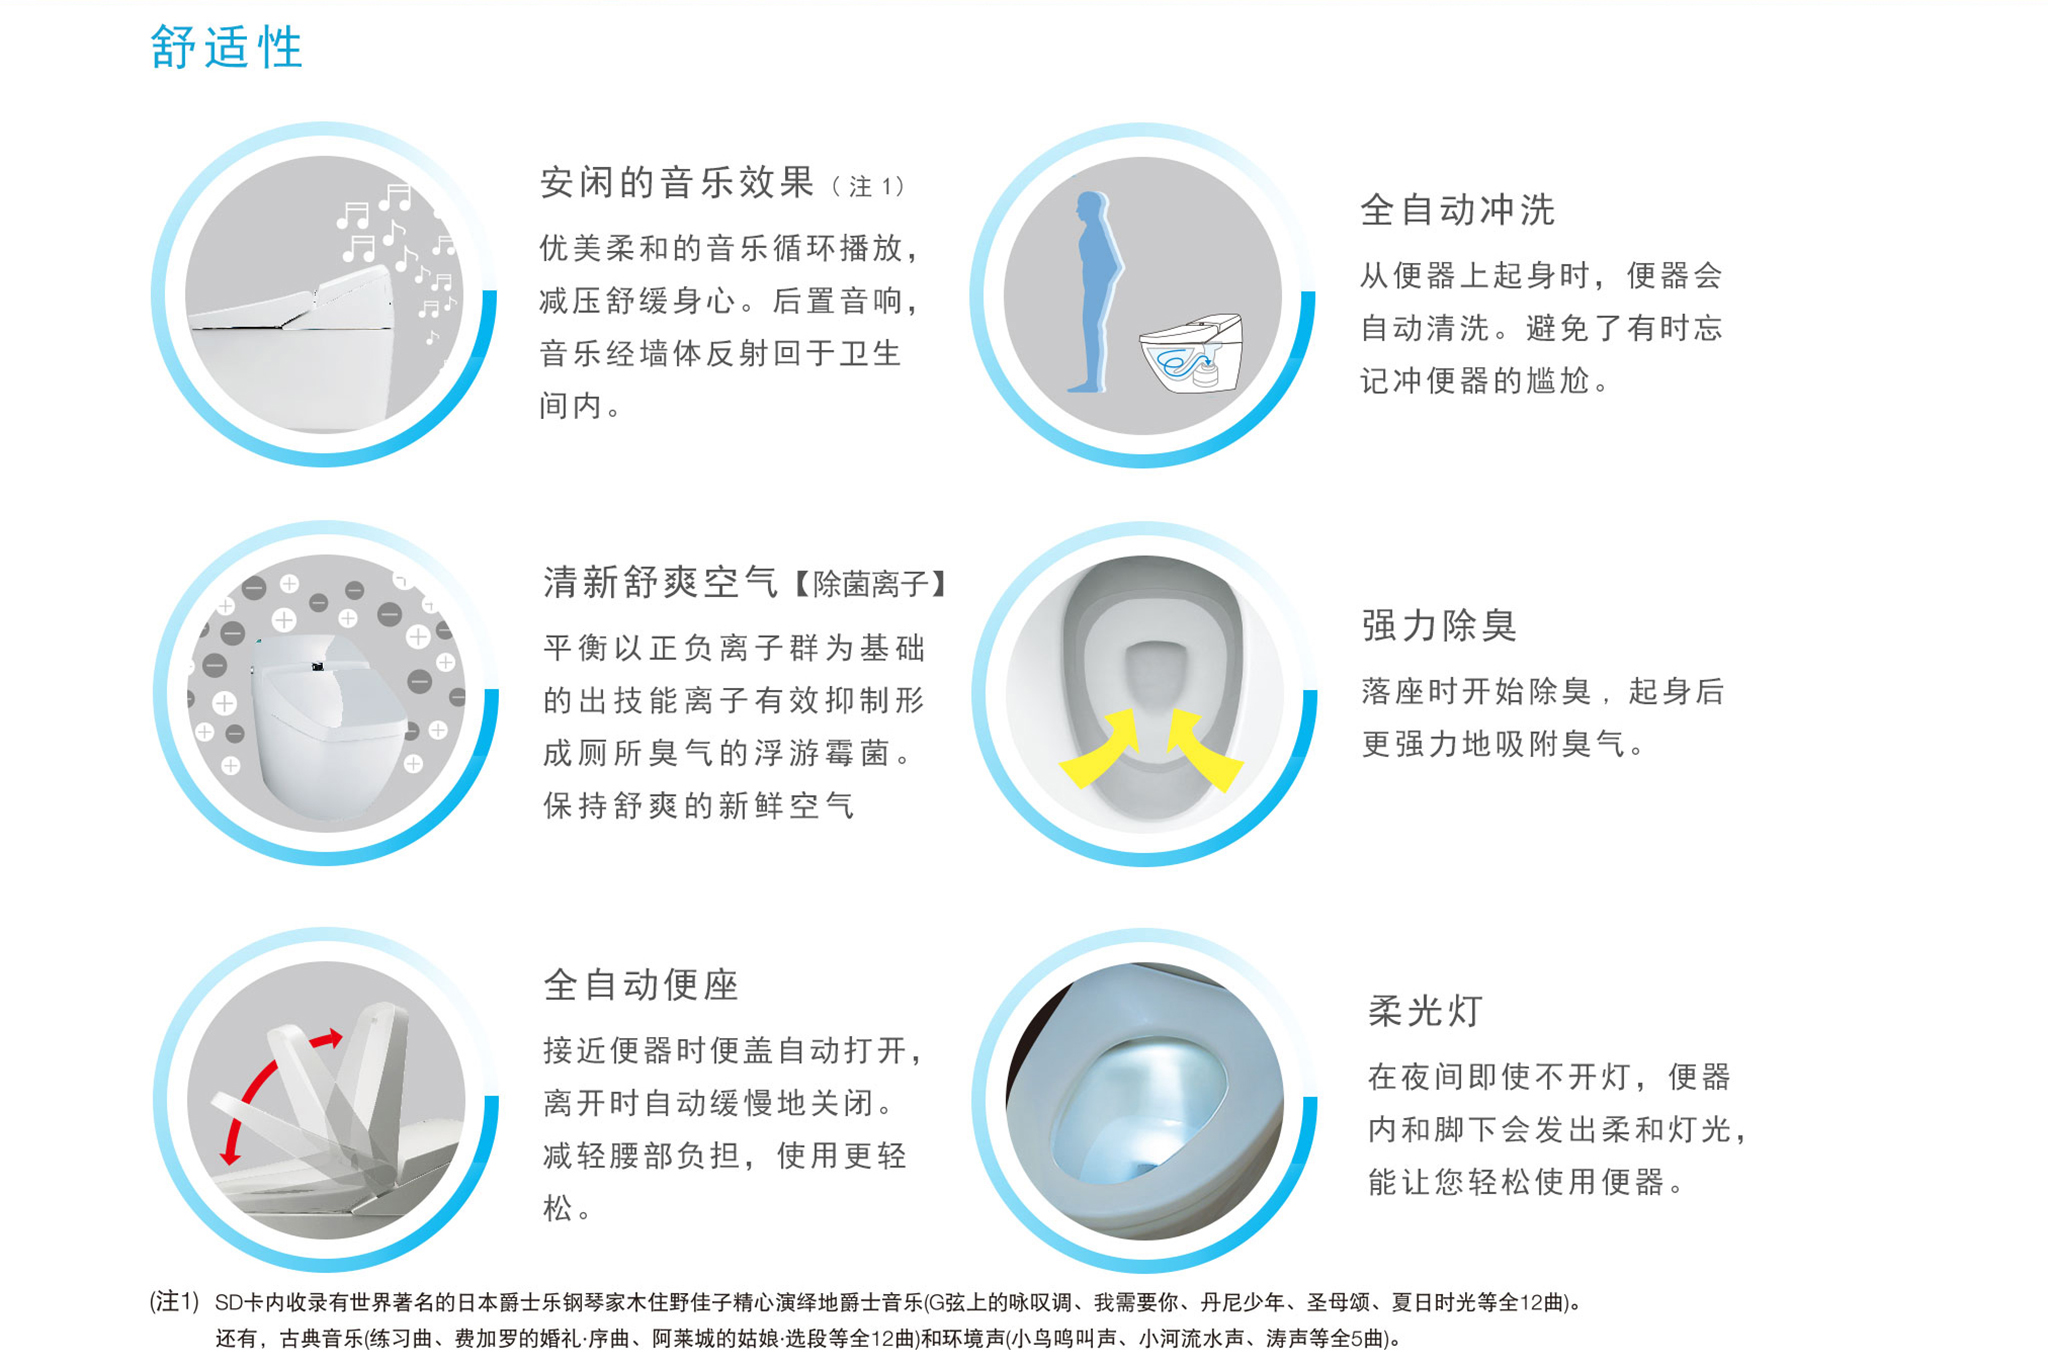 舒适性
安闲的音乐效果（注1）
优美柔和的音乐循环播放，
减压舒缓身心。后置音响，
音乐经墙体反射回于卫生
间内。
全自动冲洗
从便器上起身时，便器会
自动清洗。避免了有时忘
记冲便器的尴尬。
清新舒爽空气【除菌离子】
平衡以正负离子群为基础
的出技能离子有效抑制形
成厕所臭气的浮游霉菌。
保持舒爽的新鲜空气
强力除臭
落座时开始除臭，起身后
更强力地吸附臭气。
全自动便座
接近便器时便盖自动打开，
离开时自动缓慢地关闭。
减轻腰部负担，使用更轻
松。
柔光灯
在夜间即使不开灯，便器
内和脚下会发出柔和灯光，
能让您轻松使用便器。
(注1) SD卡内收录有世界著名的日本爵士乐钢琴家木住野佳子精心演绎地爵士音乐(G弦上的咏叹调、我需要你、丹尼少年、圣母颂、夏日时光等全12曲)。
还有，古典音乐(练习曲、费加罗的婚礼·序曲、阿莱城的姑娘·选段等全12曲)和环境声(小鸟鸣叫声、小河流水声、涛声等全5曲)。